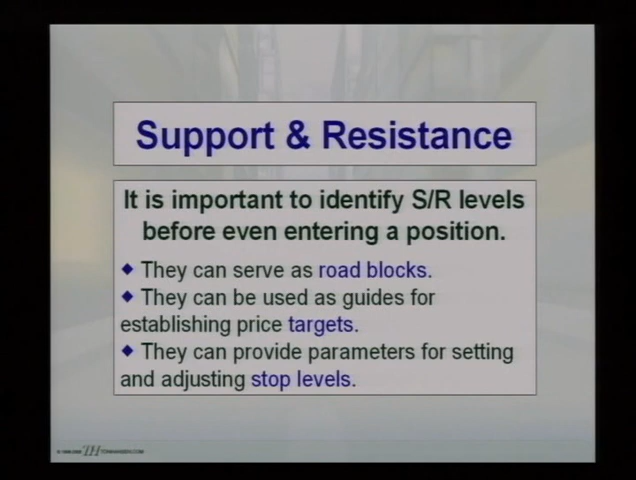 Support & Resistance
It is important to identify S/R levels
before even entering a position.
◆ They can serve as road blocks.
◆ They can be used as guides for
establishing price targets.
◆ They can provide parameters for setting
and adjusting stop levels.
TH